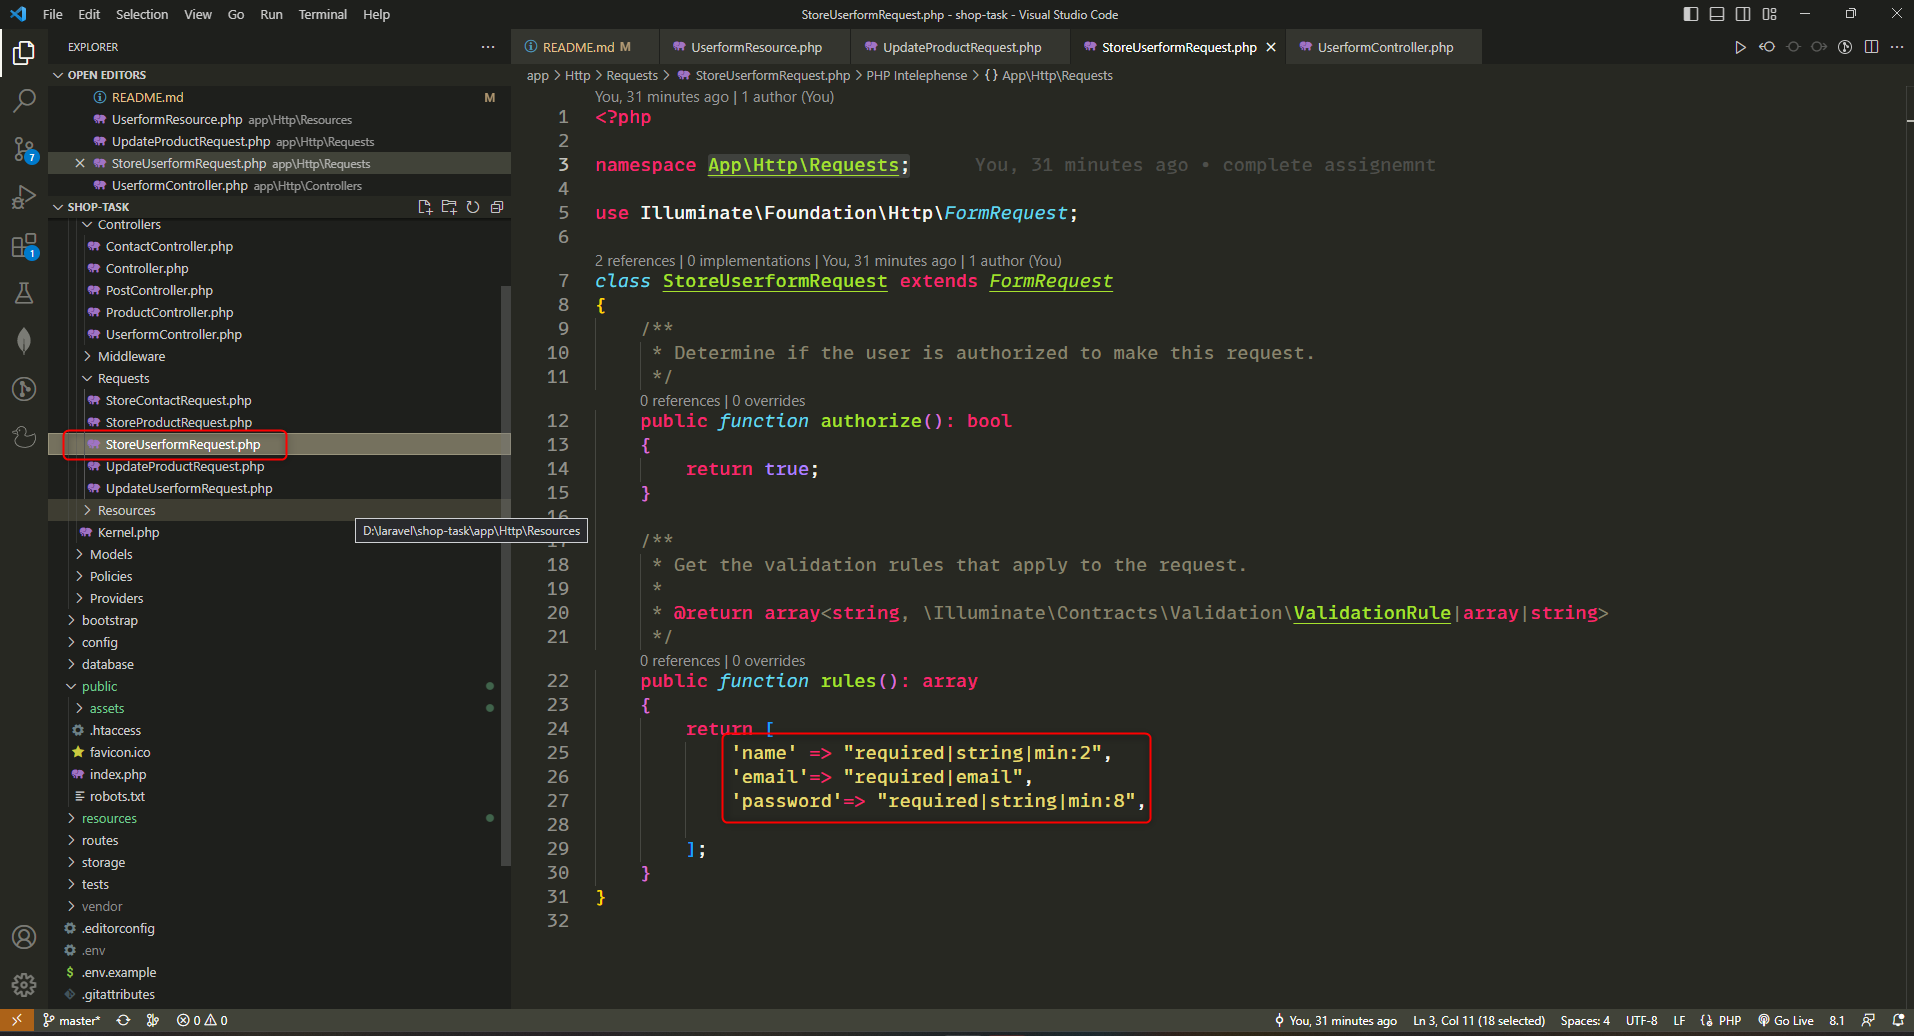 File Edit Selection View Go Run Terminal Help
StoreUserformRequest.php - shop-task - Visual Studio Code
EXPLORER
OPEN EDITORS
README.md M
UserformResource.php app\Http\Resources
UpdateProductRequest.php app\Http\Requests
StoreUserformRequest.php app\Http\Requests
UserformController.php app\Http\Controllers
SHOP-TASK
Controllers
ContactController.php
Controller.php
PostController.php
ProductController.php
UserformController.php
Middleware
Requests
StoreContactRequest.php
StoreProductRequest.php
StoreUserformRequest.php
UpdateProductRequest.php
UpdateUserformRequest.php
Resources
D:\laravel\shop-task\app\Http\Resources
Kernel.php
Models
Policies
Providers
bootstrap
config
database
public
assets
.htaccess
favicon.ico
index.php
robots.txt
resources
routes
storage
tests
vendor
.editorconfig
.env
.env.example
.gitattributes
7
1
README.md M
UserformResource.php
UpdateProductRequest.php
StoreUserformRequest.php
UserformController.php
app > Http > Requests > StoreUserformRequest.php > PHP Intelephense > {} App\Http\Requests
You, 31 minutes ago | 1 author (You)
1 <?php
2
3 namespace App\Http\Requests; You, 31 minutes ago • complete assignemnt
4
5 use Illuminate\Foundation\Http\FormRequest;
6
2 references | 0 implementations | You, 31 minutes ago | 1 author (You)
7 class StoreUserformRequest extends FormRequest
8 {
9 /**
10 * Determine if the user is authorized to make this request.
11 */
0 references | 0 overrides
12 public function authorize(): bool
13 {
14 return true;
15 }
16
17 /**
18 * Get the validation rules that apply to the request.
19 *
20 * @return array<string, \Illuminate\Contracts\Validation\ValidationRule|array|string>
21 */
0 references | 0 overrides
22 public function rules(): array
23 {
24 return [
25 'name' => "required|string|min:2",
26 'email'=> "required|email",
27 'password'=> "required|string|min:8",
28
29 ];
30 }
31 }
32
master* 0 0
You, 31 minutes ago Ln 3, Col 11 (18 selected) Spaces: 4 UTF-8 LF {} PHP Go Live 8.1